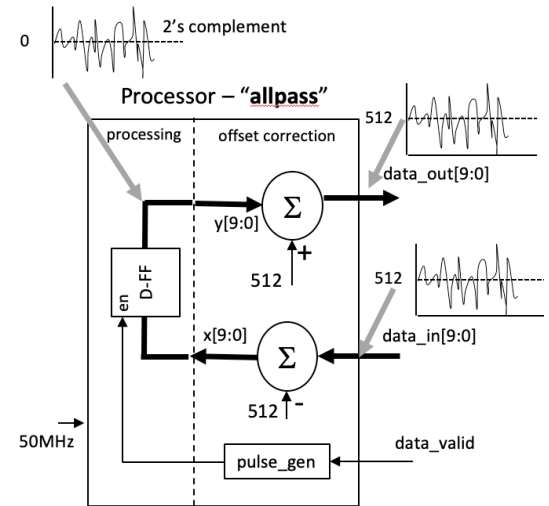 0
2's complement
Processor – "allpass"
processing
offset correction
512
data_out[9:0]
y[9:0]
Σ
+
512
en
D-FF
512
x[9:0]
Σ
data_in[9:0]
512
-
50MHz
data_valid
pulse_gen